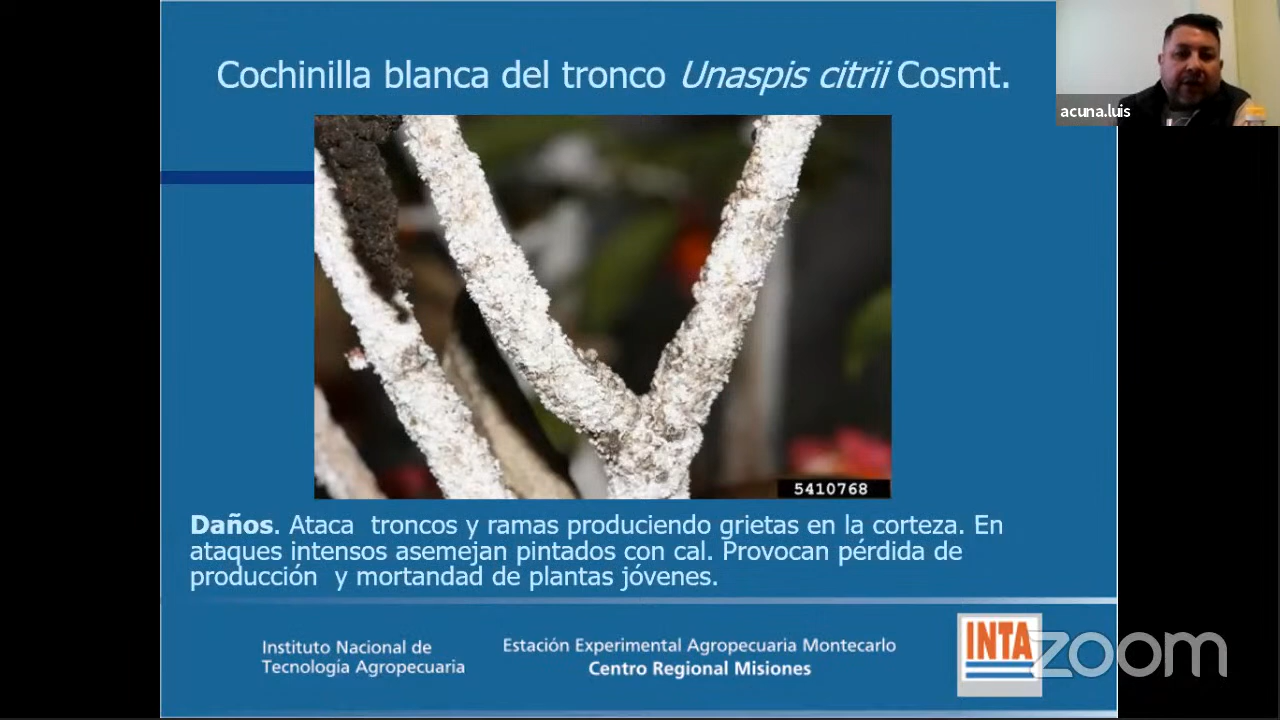 Cochinilla blanca del tronco Unaspis citrii Cosmt.
acuna.luis
5410768
Daños. Ataca troncos y ramas produciendo grietas en la corteza. En
ataques intensos asemejan pintados con cal. Provocan pérdida de
producción y mortandad de plantas jóvenes.
Instituto Nacional de
Tecnología Agropecuaria
Estación Experimental Agropecuaria Montecarlo
Centro Regional Misiones
INTA
zoom